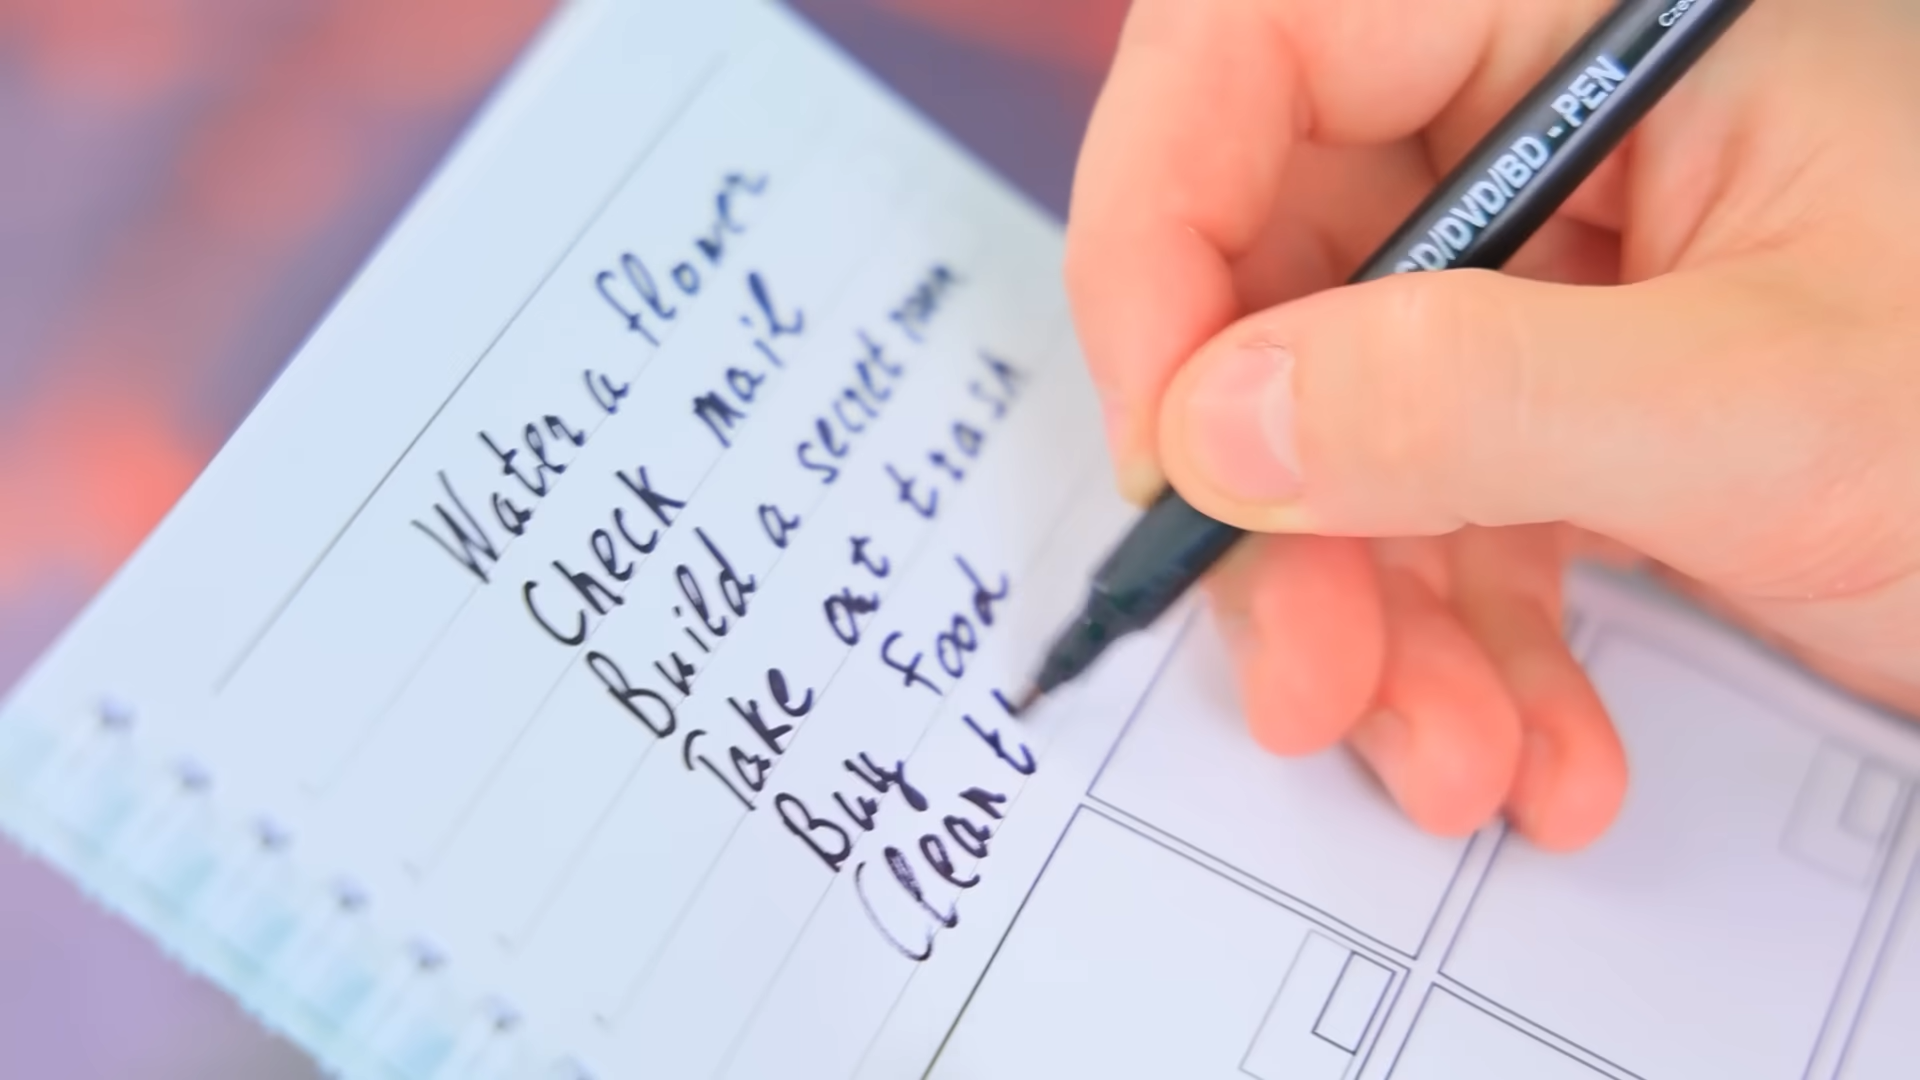 Water a flower
Check mail
Build a secret room
Take out trash
Buy food
Clean t
CD/DVD/BD - PEN